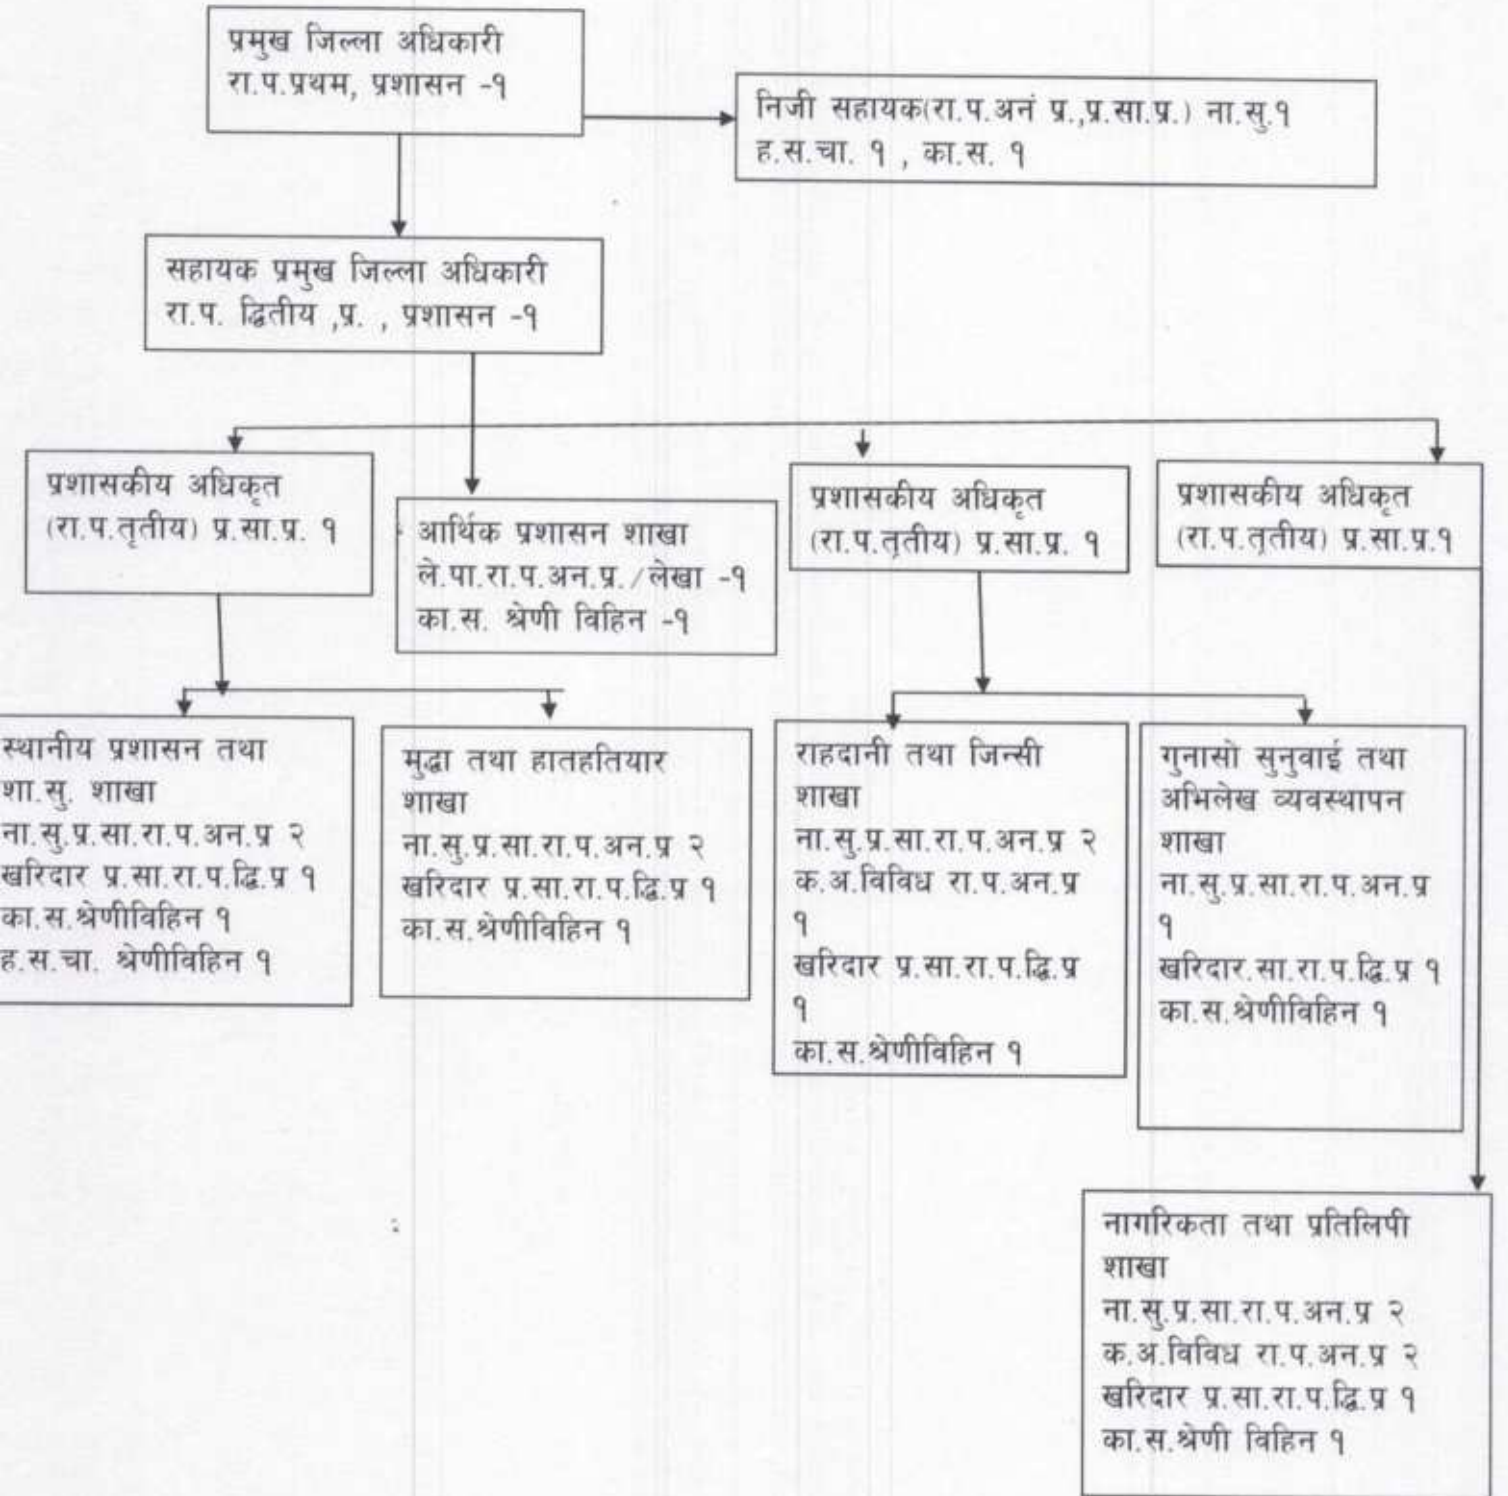 प्रमुख जिल्ला अधिकारी
रा.प.प्रथम, प्रशासन -१
निजी सहायक(रा.प.अनं प्र.,प्र.सा.प्र.) ना.सु.१
ह.स.चा. १ , का.स. १
सहायक प्रमुख जिल्ला अधिकारी
रा.प. द्वितीय ,प्र. , प्रशासन -१
प्रशासकीय अधिकृत
(रा.प.तृतीय) प्र.सा.प्र. १
आर्थिक प्रशासन शाखा
ले.पा.रा.प.अन.प्र./लेखा -१
का.स. श्रेणी विहिन -१
प्रशासकीय अधिकृत
(रा.प.तृतीय) प्र.सा.प्र. १
प्रशासकीय अधिकृत
(रा.प.तृतीय) प्र.सा.प्र.१
स्थानीय प्रशासन तथा
शा.सु. शाखा
ना.सु.प्र.सा.रा.प.अन.प्र २
खरिदार प्र.सा.रा.प.द्वि.प्र १
का.स.श्रेणीविहिन १
ह.स.चा. श्रेणीविहिन १
मुद्धा तथा हातहतियार
शाखा
ना.सु.प्र.सा.रा.प.अन.प्र २
खरिदार प्र.सा.रा.प.द्वि.प्र १
का.स.श्रेणीविहिन १
राहदानी तथा जिन्सी
शाखा
ना.सु.प्र.सा.रा.प.अन.प्र २
क.अ.विविध रा.प.अन.प्र
१
खरिदार प्र.सा.रा.प.द्वि.प्र
१
का.स.श्रेणीविहिन १
गुनासो सुनुवाई तथा
अभिलेख व्यवस्थापन
शाखा
ना.सु.प्र.सा.रा.प.अन.प्र
१
खरिदार.सा.रा.प.द्वि.प्र १
का.स.श्रेणीविहिन १
नागरिकता तथा प्रतिलिपी
शाखा
ना.सु.प्र.सा.रा.प.अन.प्र २
क.अ.विविध रा.प.अन.प्र २
खरिदार प्र.सा.रा.प.द्वि.प्र १
का.स.श्रेणी विहिन १